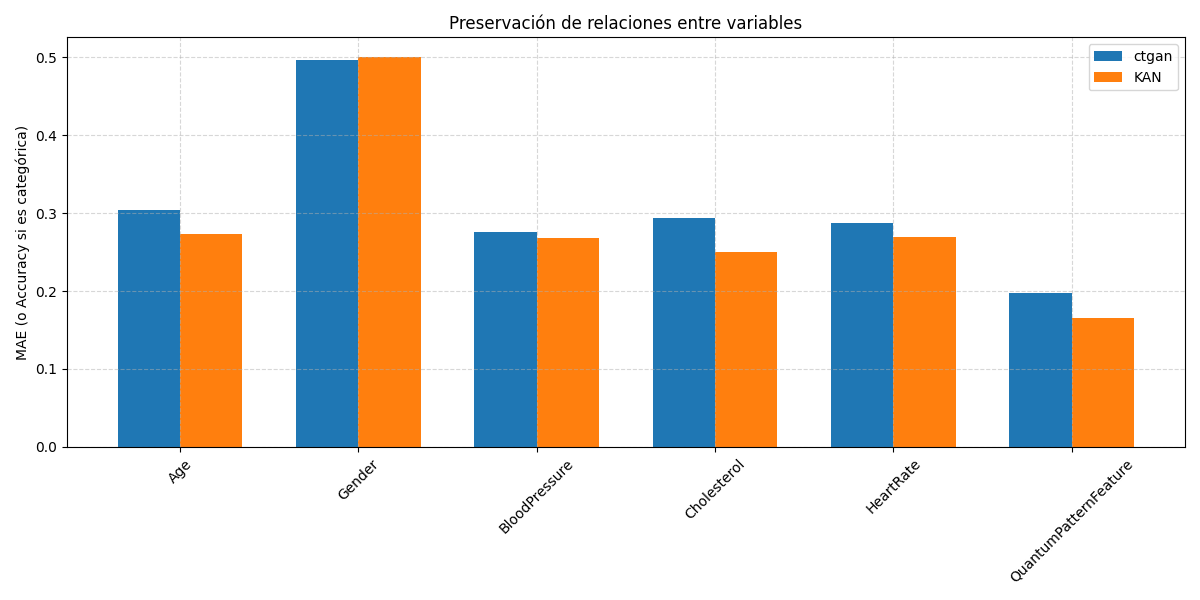 Preservación de relaciones entre variables
ctgan
KAN
MAE (o Accuracy si es categórica)
0.5
0.4
0.3
0.2
0.1
0.0
Age
Gender
BloodPressure
Cholesterol
HeartRate
QuantumPatternFeature